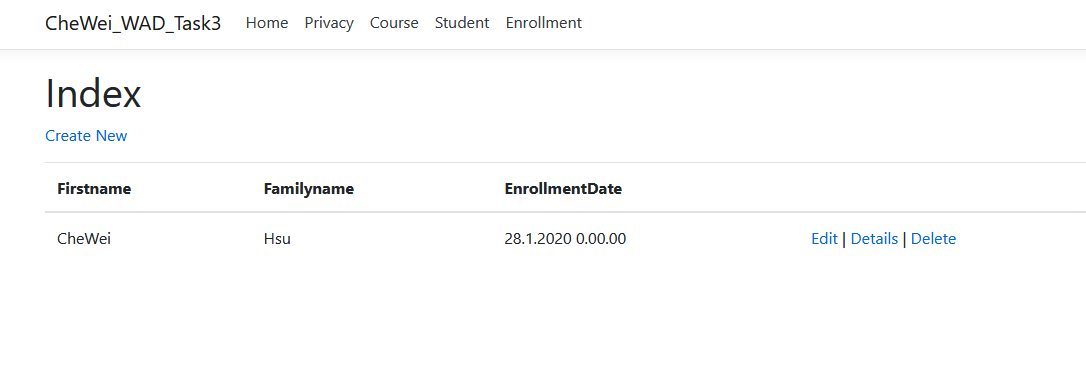 CheWei_WAD_Task3 Home Privacy Course Student Enrollment
Index
Create New
Firstname Familyname EnrollmentDate
CheWei Hsu 28.1.2020 0.00.00 Edit | Details | Delete